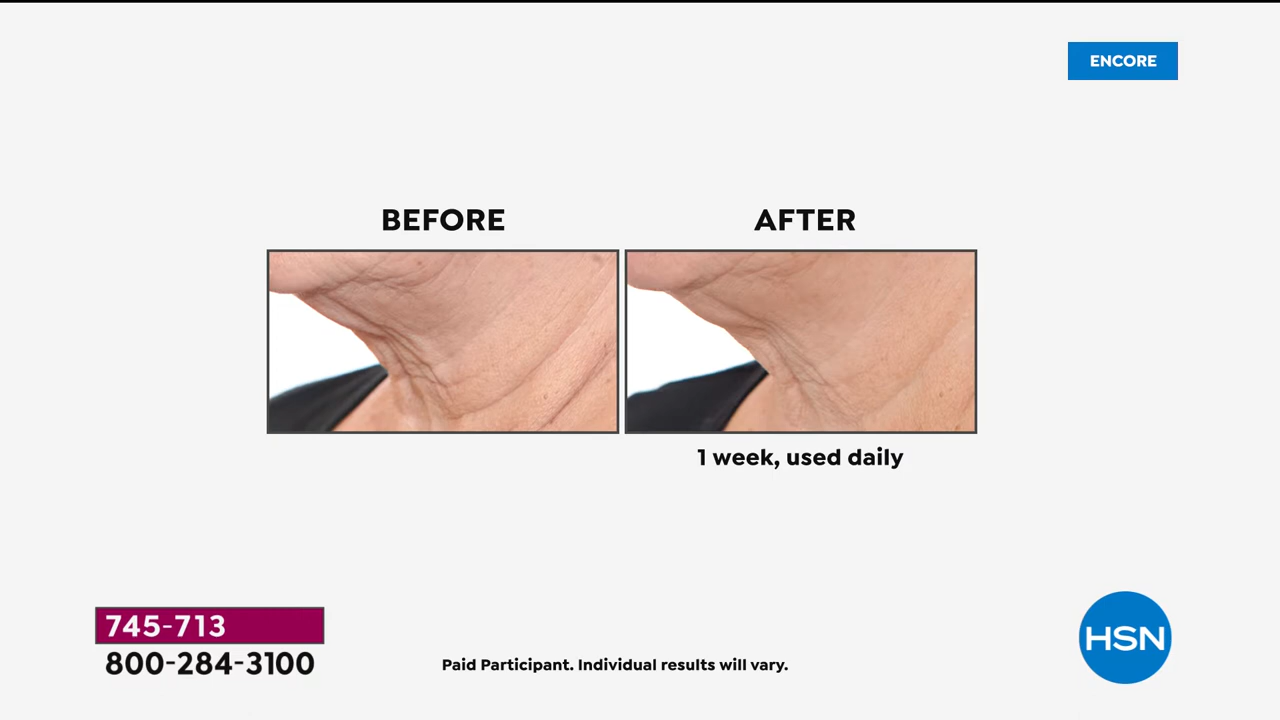 ENCORE
BEFORE
AFTER
1 week, used daily
745-713
800-284-3100
Paid Participant. Individual results will vary.
HSN